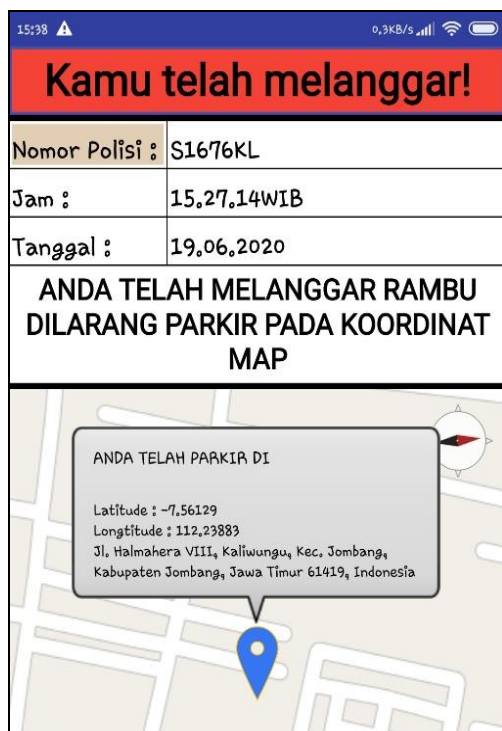 15:38 0,3KB/s
Kamu telah melanggar!
Nomor Polisi : S1676KL
Jam : 15.27.14WIB
Tanggal : 19.06.2020
ANDA TELAH MELANGGAR RAMBU
DILARANG PARKIR PADA KOORDINAT
MAP
ANDA TELAH PARKIR DI
Latitude : -7.56129
Longtitude : 112.23883
Jl. Halmahera VIII, Kaliwungu, Kec. Jombang,
Kabupaten Jombang, Jawa Timur 61419, Indonesia